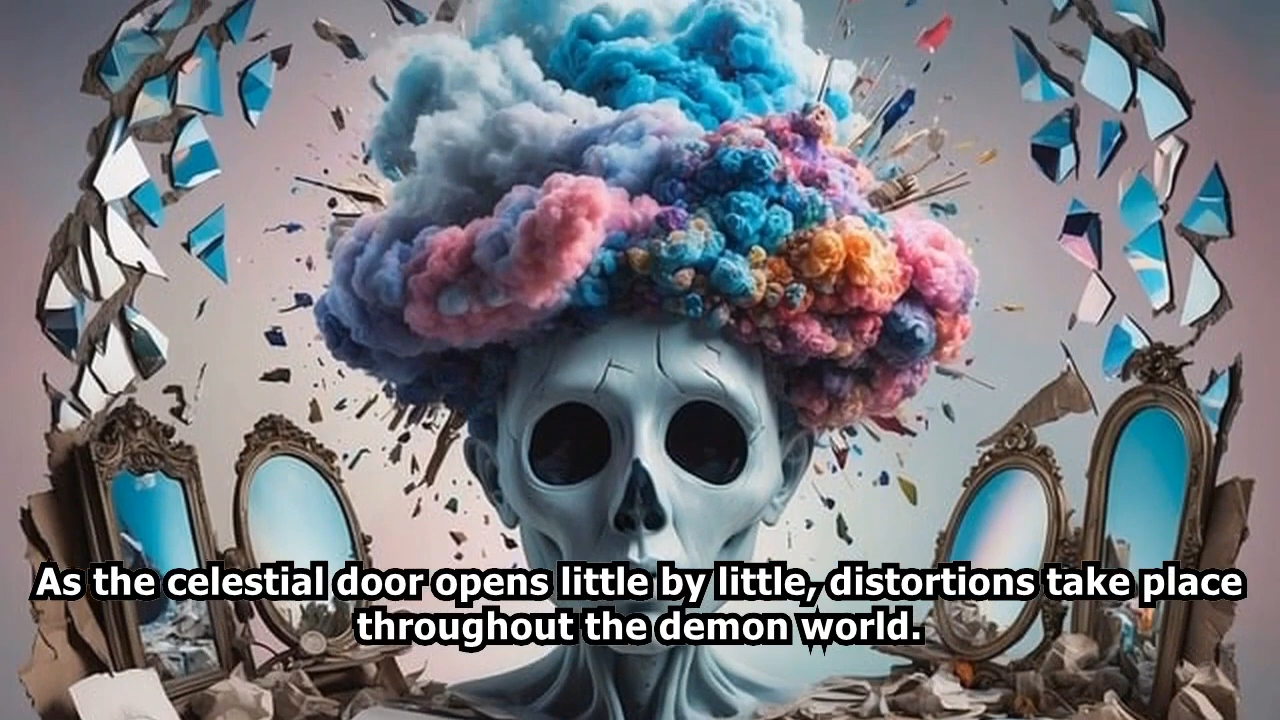 As the celestial door opens little by little, distortions take place
throughout the demon world.